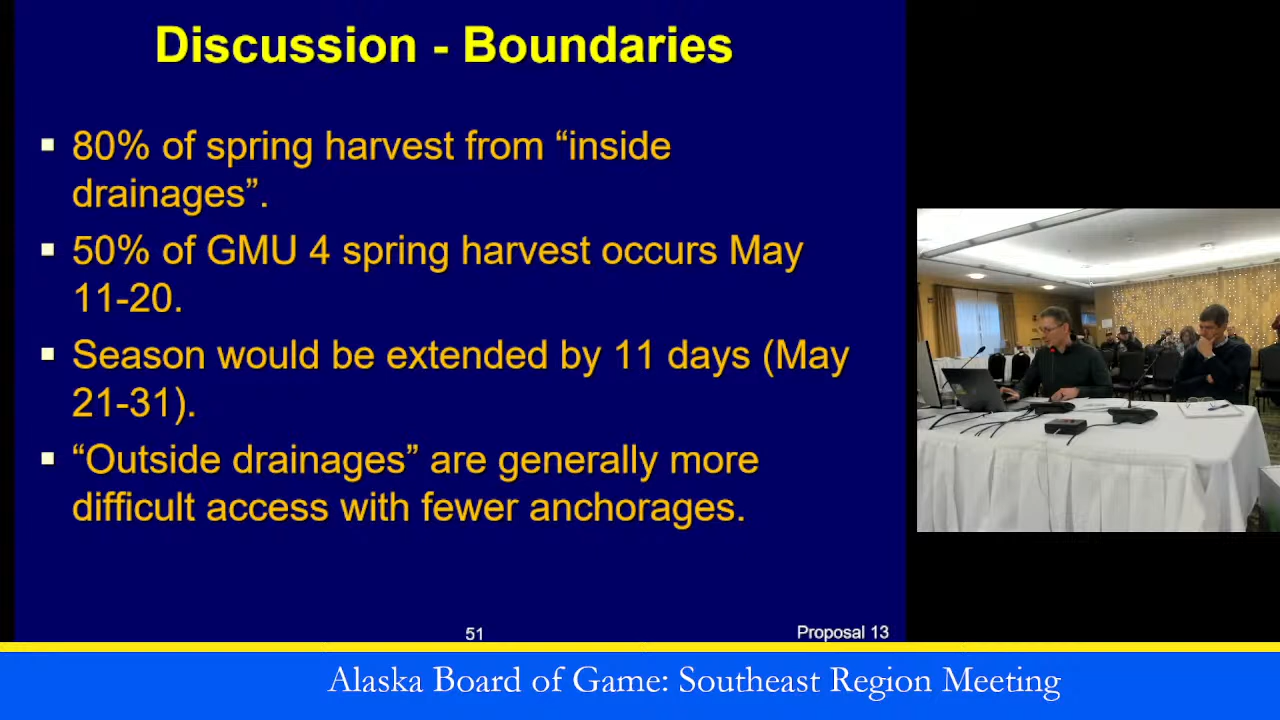 Discussion - Boundaries
80% of spring harvest from “inside
drainages”.
50% of GMU 4 spring harvest occurs May
11-20.
Season would be extended by 11 days (May
21-31).
“Outside drainages” are generally more
difficult access with fewer anchorages.
51
Proposal 13
Alaska Board of Game: Southeast Region Meeting